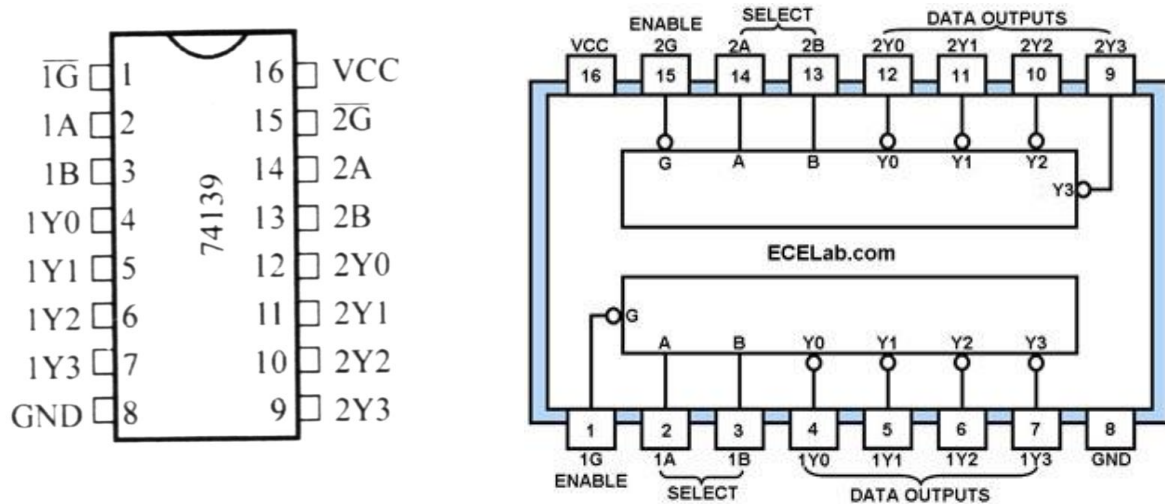 1G 1 16 VCC
1A 2 15 2G
1B 3 14 2A
1Y0 4 13 2B
1Y1 5 12 2Y0
1Y2 6 11 2Y1
1Y3 7 10 2Y2
GND 8 9 2Y3
74139
ENABLE SELECT DATA OUTPUTS
VCC 2G 2A 2B 2Y0 2Y1 2Y2 2Y3
16 15 14 13 12 11 10 9
G A B Y0 Y1 Y2
Y3
ECELab.com
G
A B Y0 Y1 Y2 Y3
1 2 3 4 5 6 7 8
1G 1A 1B 1Y0 1Y1 1Y2 1Y3 GND
ENABLE SELECT DATA OUTPUTS